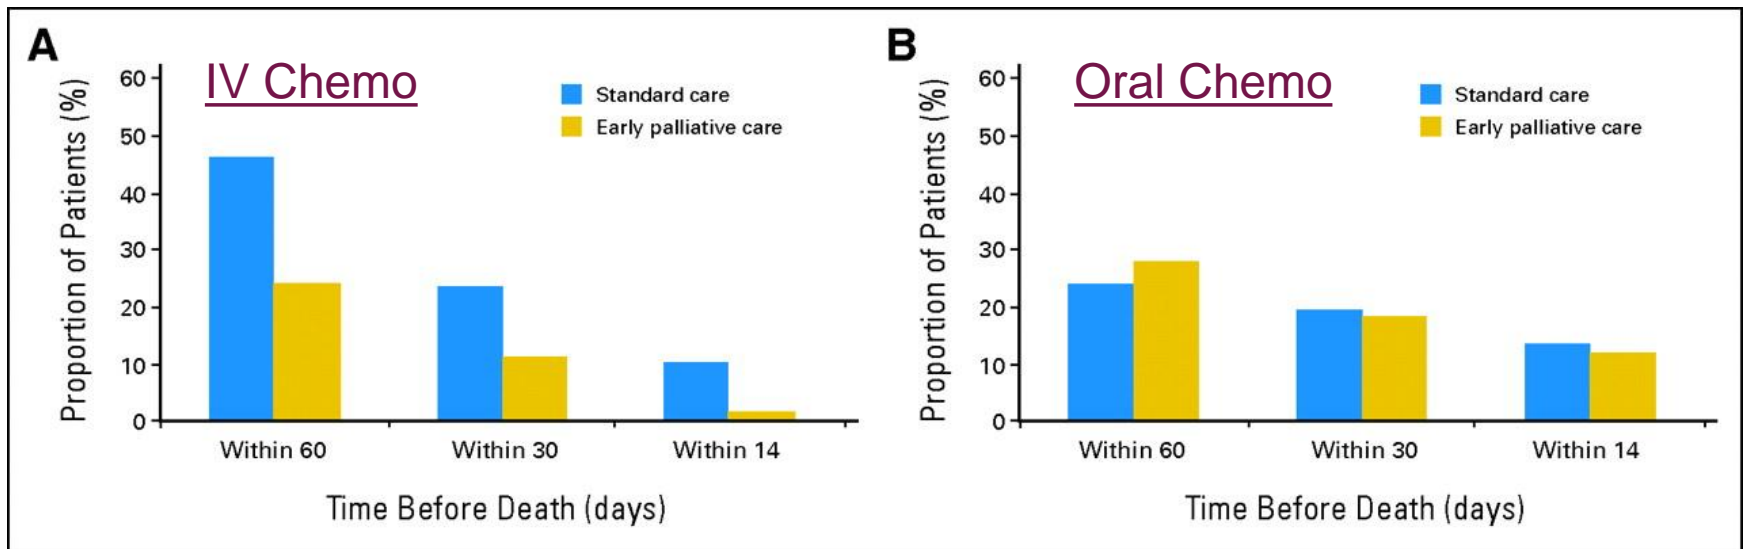 A
IV Chemo
Standard care
Early palliative care
Proportion of Patients (%)
60
50
40
30
20
10
0
Within 60
Within 30
Within 14
Time Before Death (days)
B
Oral Chemo
Standard care
Early palliative care
Proportion of Patients (%)
60
50
40
30
20
10
0
Within 60
Within 30
Within 14
Time Before Death (days)